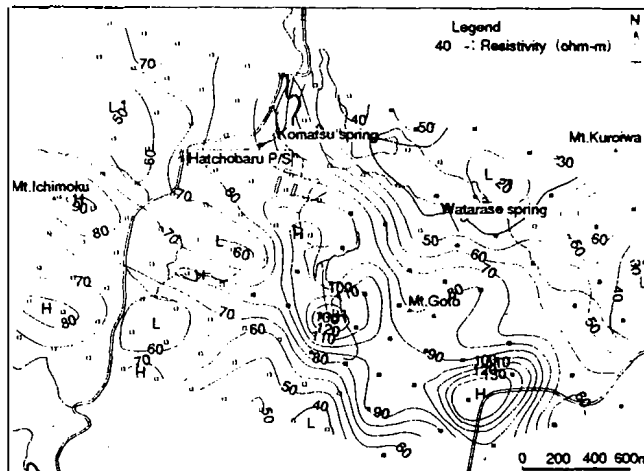 N
Legend
40 -: Resistivity (ohm-m)
70
L
50
60
40
50
Komatsu spring
Mt.Kuroiwa
Hatchobaru P/S
30
L
20
Mt.Ichimoku
80
70
90
Watarase spring
80
70
L
60
H
50
60
60
60
30
70
70
80
L
100
Mt.Goto
H
80
L
70
60
120
110
60
80
90
70
H
50
40
L
90
60
100
110
120
130
H
80
0 200 400 600m